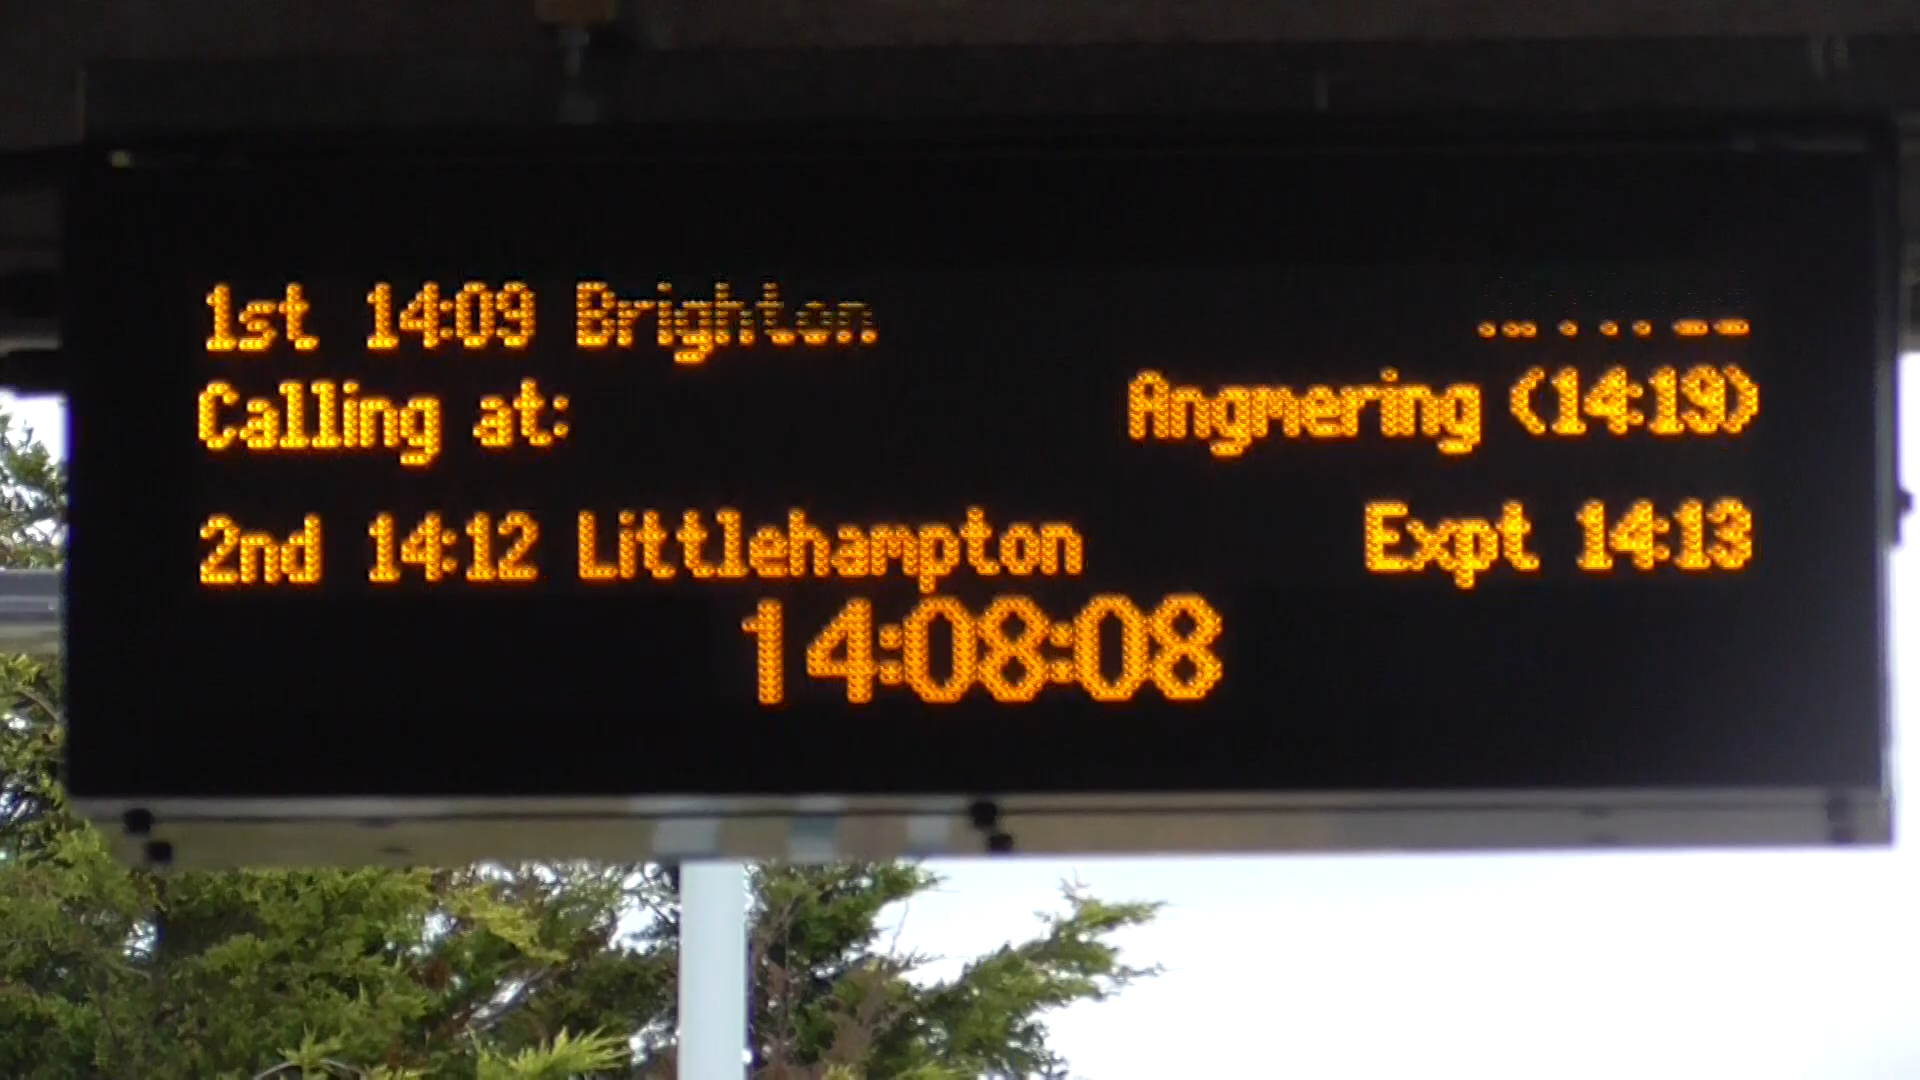 1st 14:09 Brighton
Calling at: Angmering (14:19)
2nd 14:12 Littlehampton Expt 14:13
14:08:08